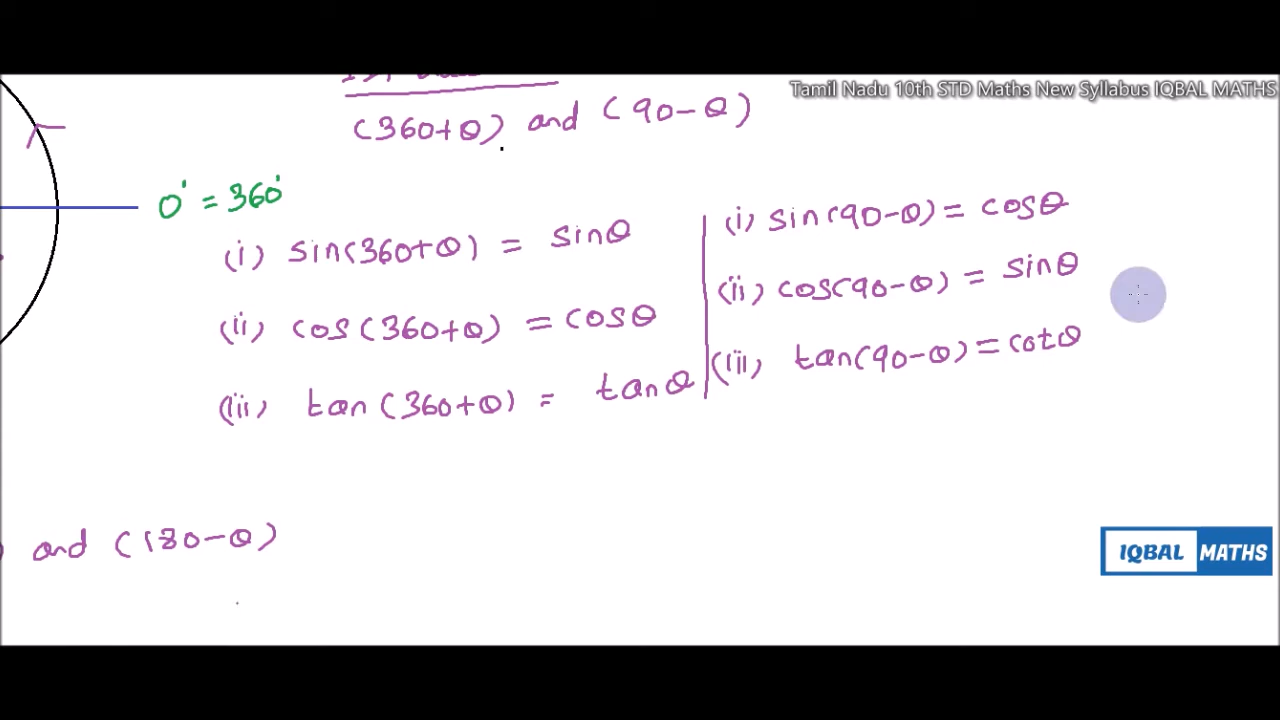 Tamil Nadu 10th STD Maths New Syllabus IQBAL MATHS
(360+θ) and (90-θ)
0° = 360°
(i) sin(360+θ) = sinθ
(ii) cos(360+θ) = cosθ
(iii) tan(360+θ) = tanθ
(i) sin(90-θ) = cosθ
(ii) cos(90-θ) = sinθ
(iii) tan(90-θ) = cotθ
and (180-θ)
IQBAL MATHS